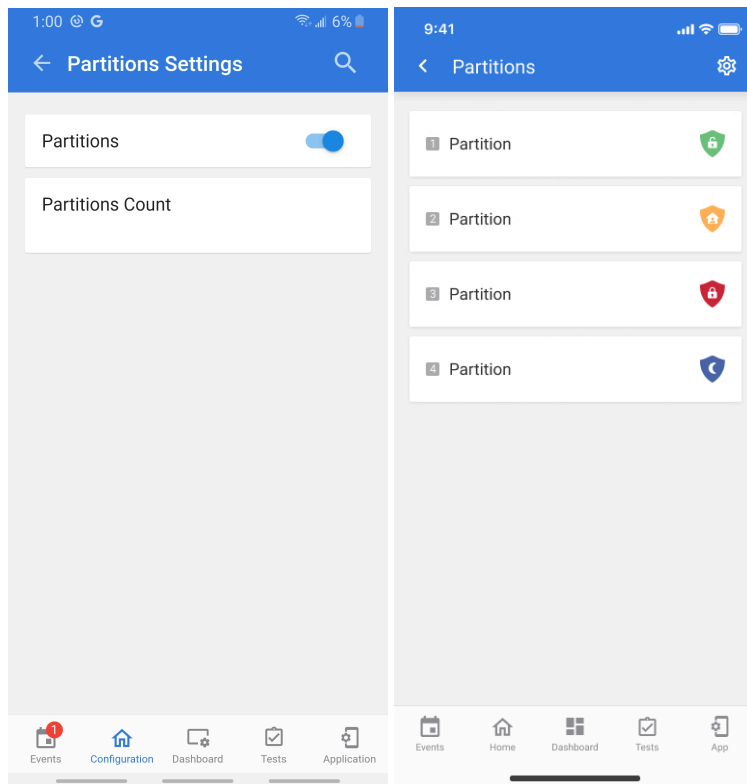 1:00 G 6%
Partitions Settings
Partitions
Partitions Count
1
Events Configuration Dashboard Tests Application
9:41
Partitions
1 Partition
2 Partition
3 Partition
4 Partition
Events Home Dashboard Tests App